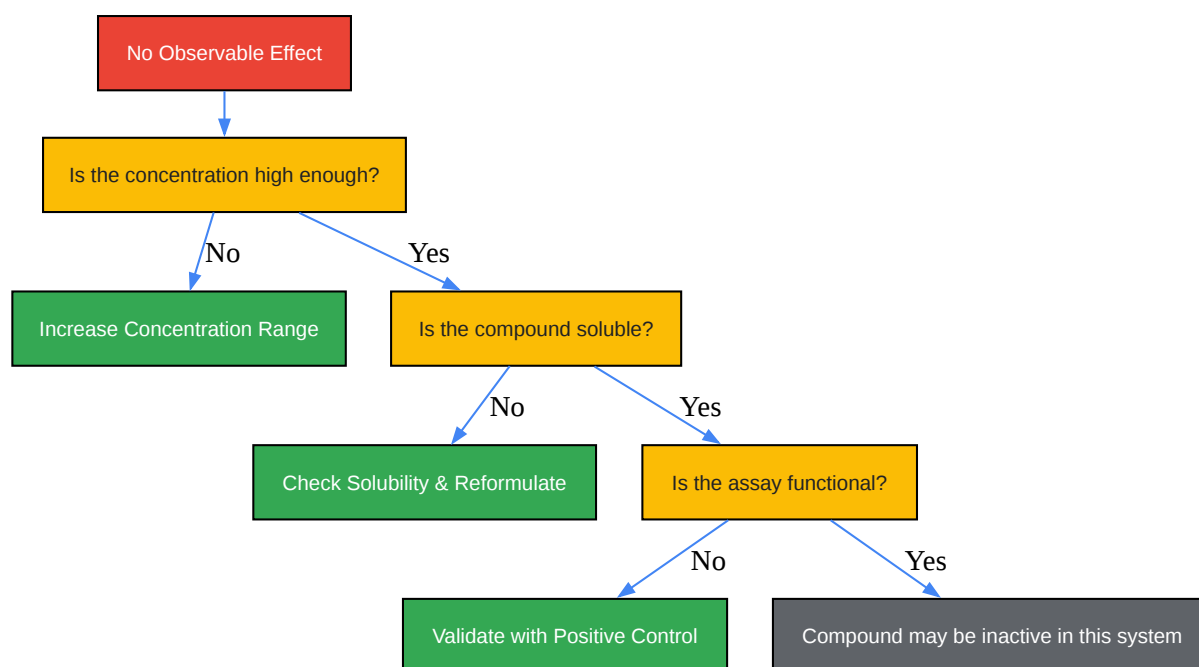 No Observable Effect
Is the concentration high enough?
No
Yes
Increase Concentration Range
Is the compound soluble?
No
Yes
Check Solubility & Reformulate
Is the assay functional?
No
Yes
Validate with Positive Control
Compound may be inactive in this system